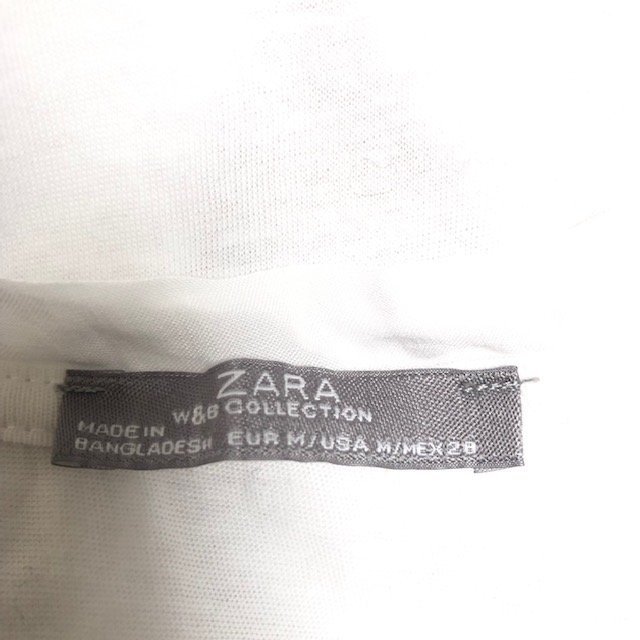 ZARA
W&B COLLECTION
MADE IN
BANGLADESH
EUR M/USA M/MEX 28